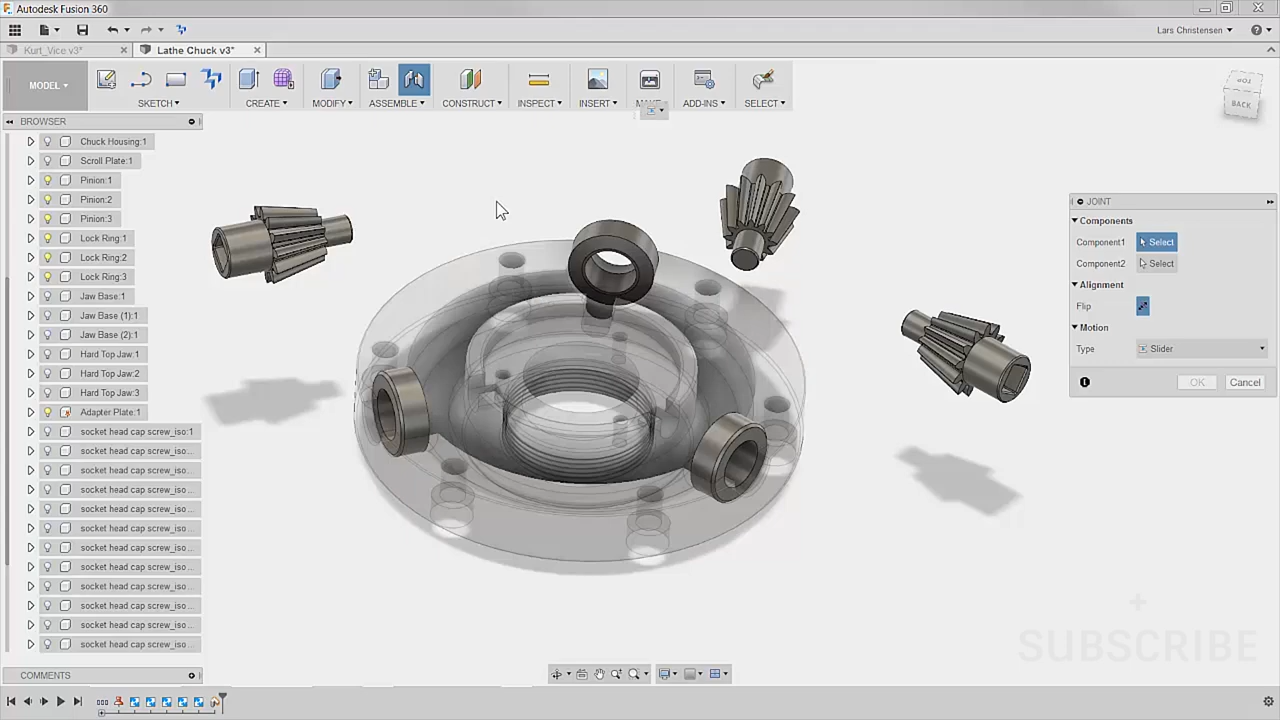 Autodesk Fusion 360
Lars Christensen
Kurt_Vice.v3*
Lathe Chuck v3*
MODEL
SKETCH
CREATE
MODIFY
ASSEMBLE
CONSTRUCT
INSPECT
INSERT
ADD-INS
SELECT
TOP
BACK
BROWSER
Chuck Housing:1
Scroll Plate:1
Pinion:1
Pinion:2
Pinion:3
Lock Ring:1
Lock Ring:2
Lock Ring:3
Jaw Base:1
Jaw Base (1):1
Jaw Base (2):1
Hard Top Jaw:1
Hard Top Jaw:2
Hard Top Jaw:3
Adapter Plate:1
socket head cap screw_iso:1
socket head cap screw_iso...
socket head cap screw_iso...
socket head cap screw_iso...
socket head cap screw_iso...
socket head cap screw_iso...
socket head cap screw_iso...
socket head cap screw_iso...
socket head cap screw_iso...
socket head cap screw_iso...
socket head cap screw_iso...
socket head cap screw_iso...
JOINT
Components
Component1 Select
Component2 Select
Alignment
Flip
Motion
Type Slider
OK Cancel
SUBSCRIBE
COMMENTS